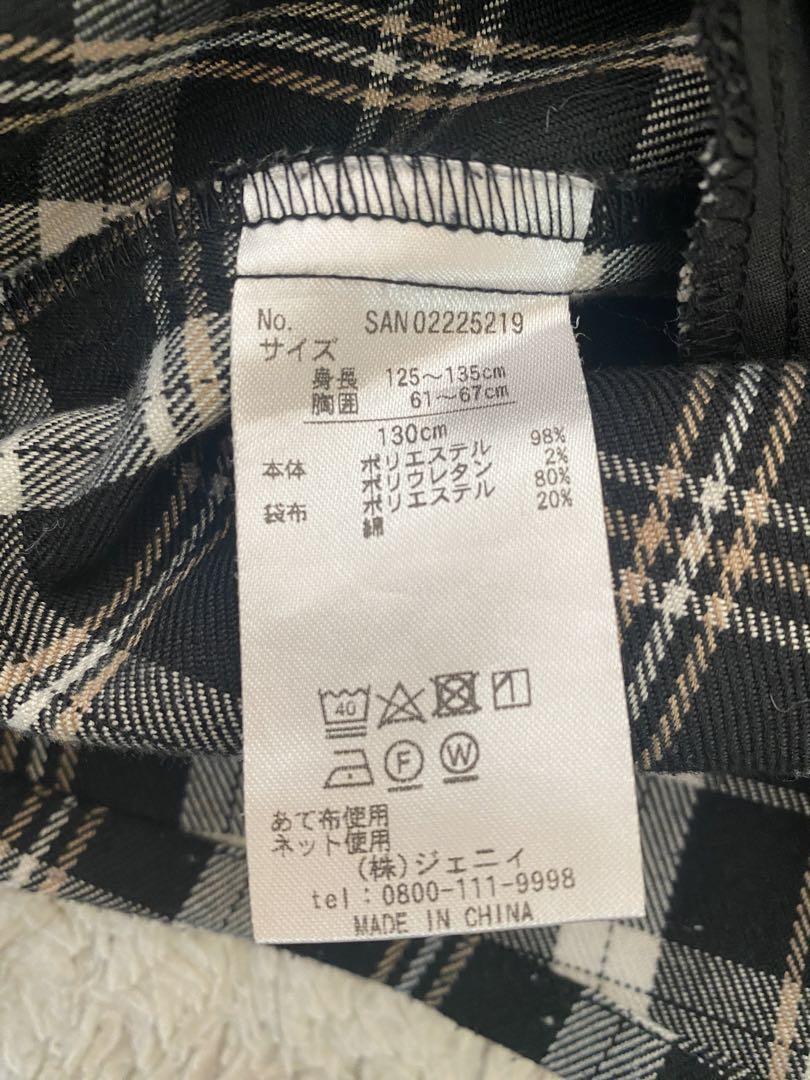 No. SAN02225219
サイズ
身長 125～135cm
胸囲 61～67cm
130cm
本体 ポリエステル 98%
ポリウレタン 2%
袋布 ポリエステル 80%
綿 20%
40
F W
あて布使用
ネット使用
(株)ジェニィ
tel:0800-111-9998
MADE IN CHINA